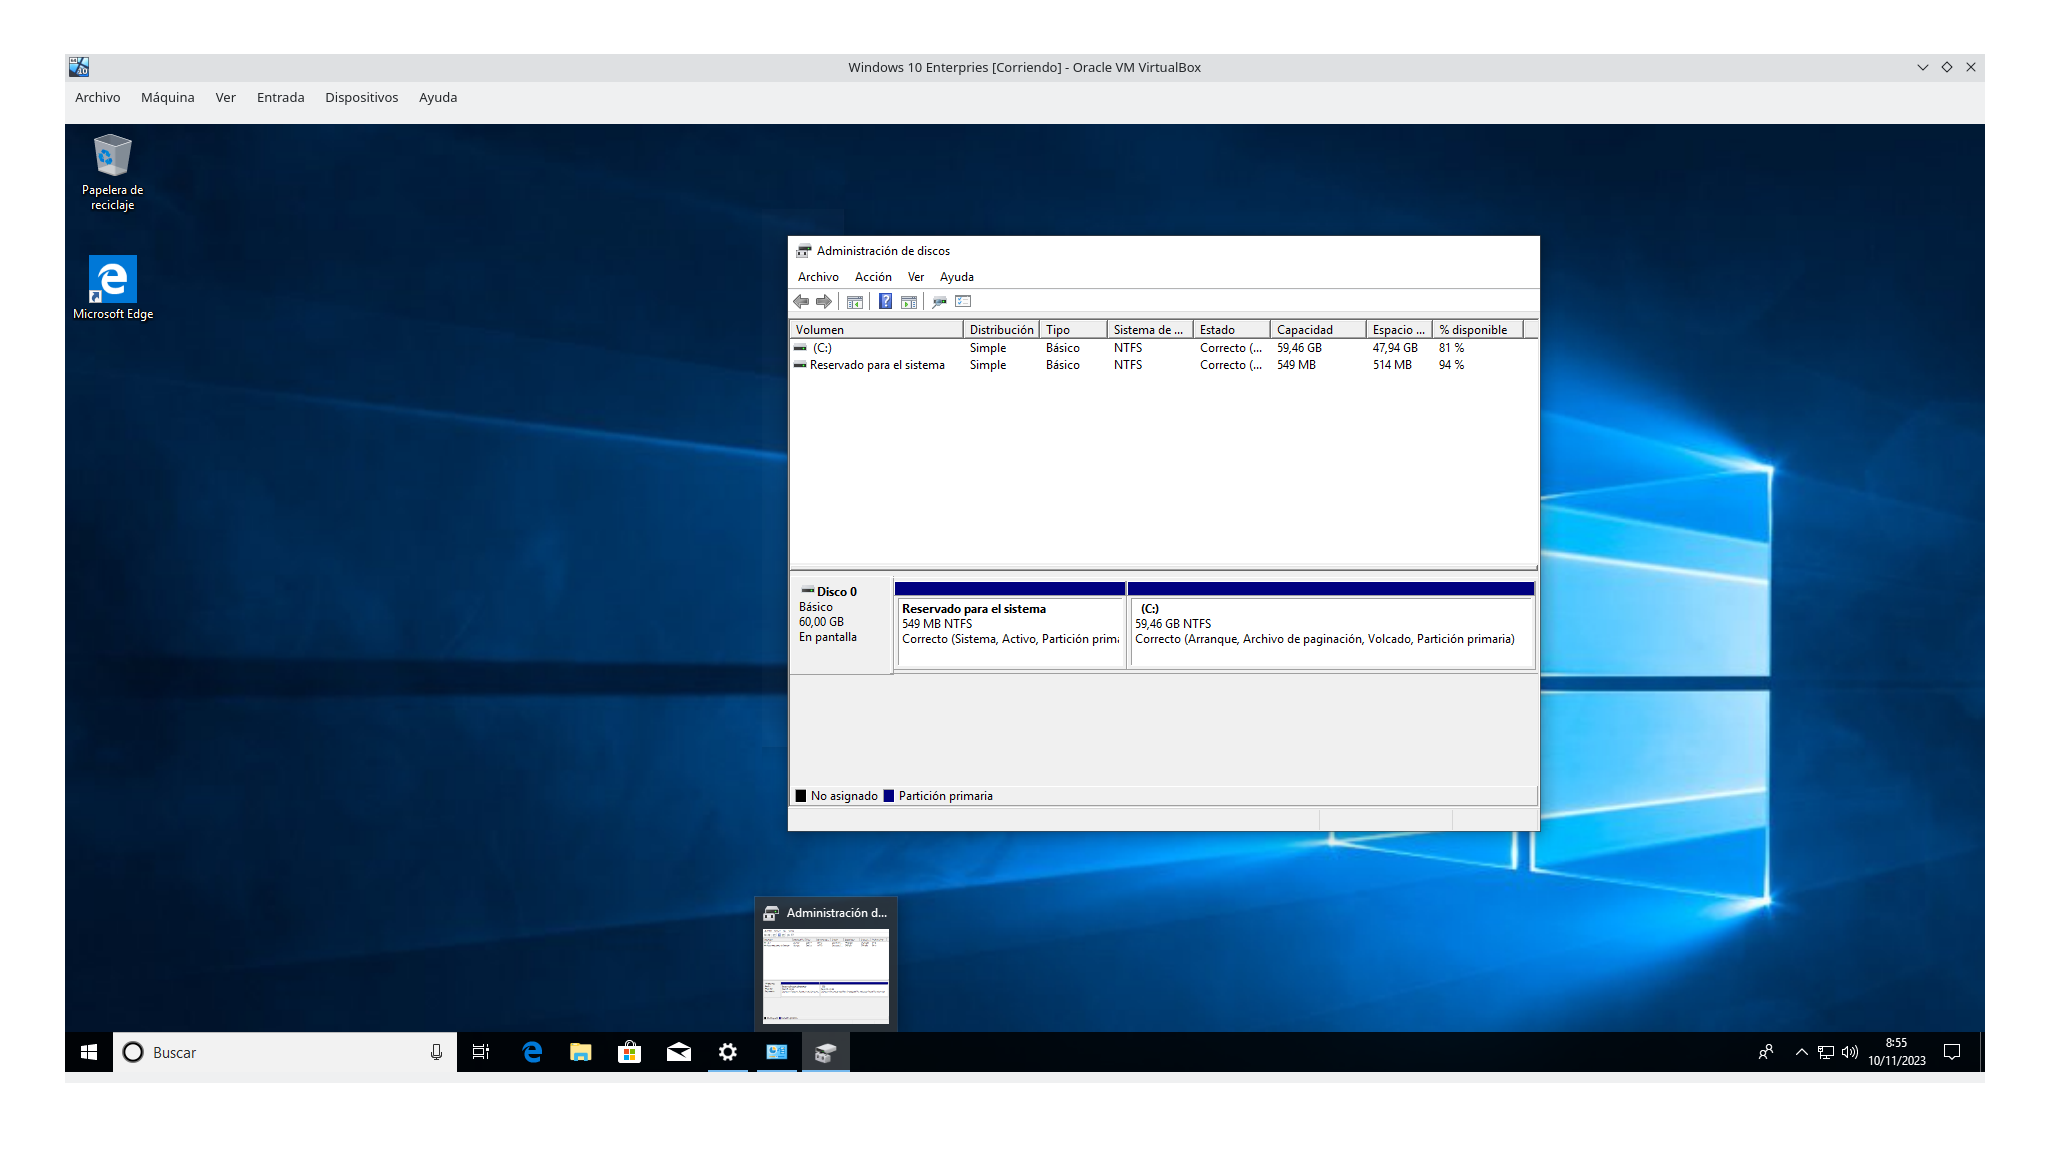 Windows 10 Enterpries [Corriendo] - Oracle VM VirtualBox
Archivo Máquina Ver Entrada Dispositivos Ayuda
Papelera de
reciclaje
Microsoft Edge
Administración de discos
Archivo Acción Ver Ayuda
Volumen Distribución Tipo Sistema de ... Estado Capacidad Espacio ... % disponible
(C:) Simple Básico NTFS Correcto (... 59,46 GB 47,94 GB 81 %
Reservado para el sistema Simple Básico NTFS Correcto (... 549 MB 514 MB 94 %
Disco 0
Básico
60,00 GB
En pantalla
Reservado para el sistema
549 MB NTFS
Correcto (Sistema, Activo, Partición prima
(C:)
59,46 GB NTFS
Correcto (Arranque, Archivo de paginación, Volcado, Partición primaria)
No asignado Partición primaria
Administración d...
Buscar
8:55
10/11/2023